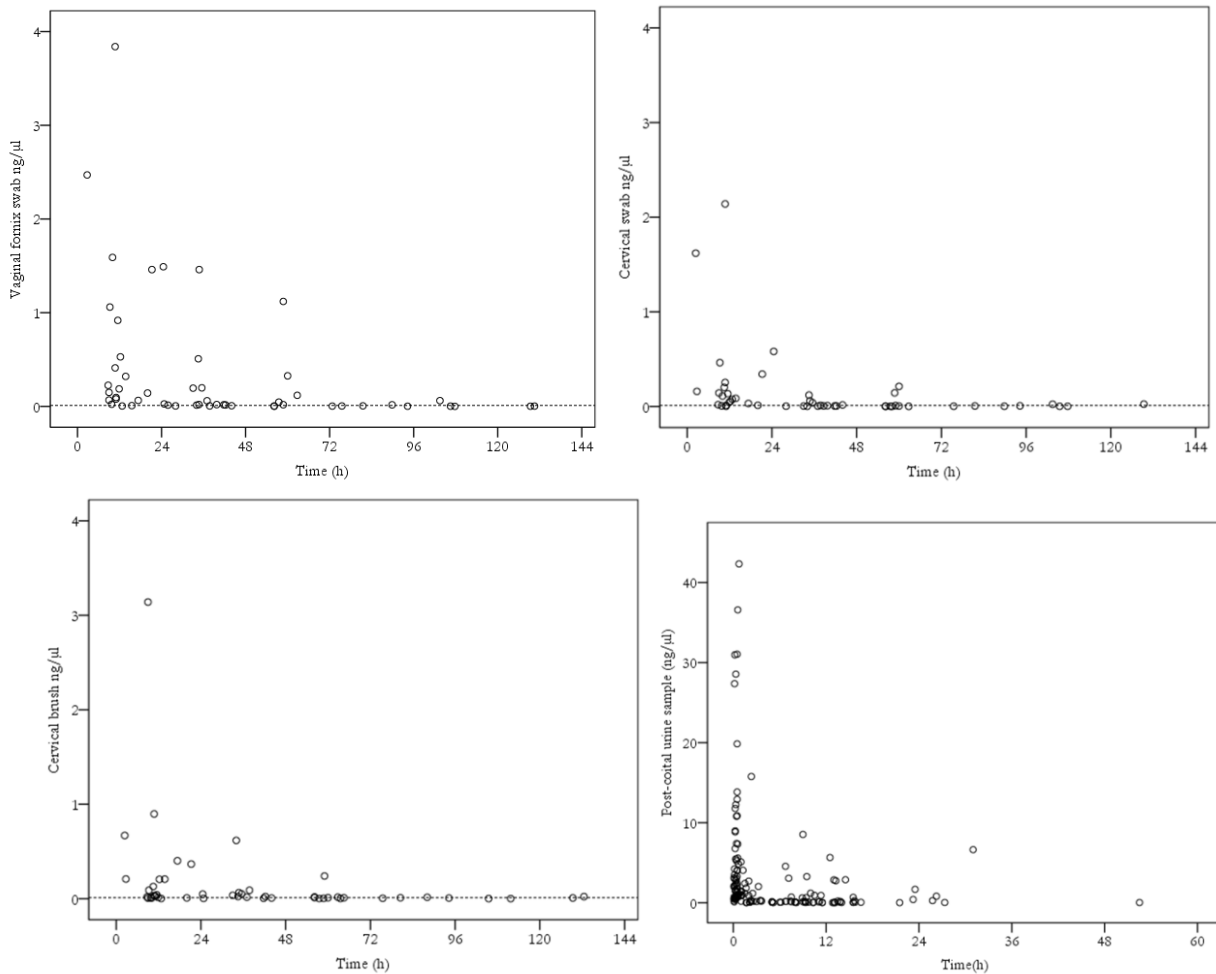 4
3
2
1
0
Vaginal fornix swab ng/µl
0 24 48 72 96 120 144
Time (h)
4
3
2
1
0
Cervical swab ng/µl
0 24 48 72 96 120 144
Time (h)
4
3
2
1
0
Cervical brush ng/µl
0 24 48 72 96 120 144
Time (h)
40
30
20
10
0
Post-coital urine sample (ng/µl)
0 12 24 36 48 60
Time(h)